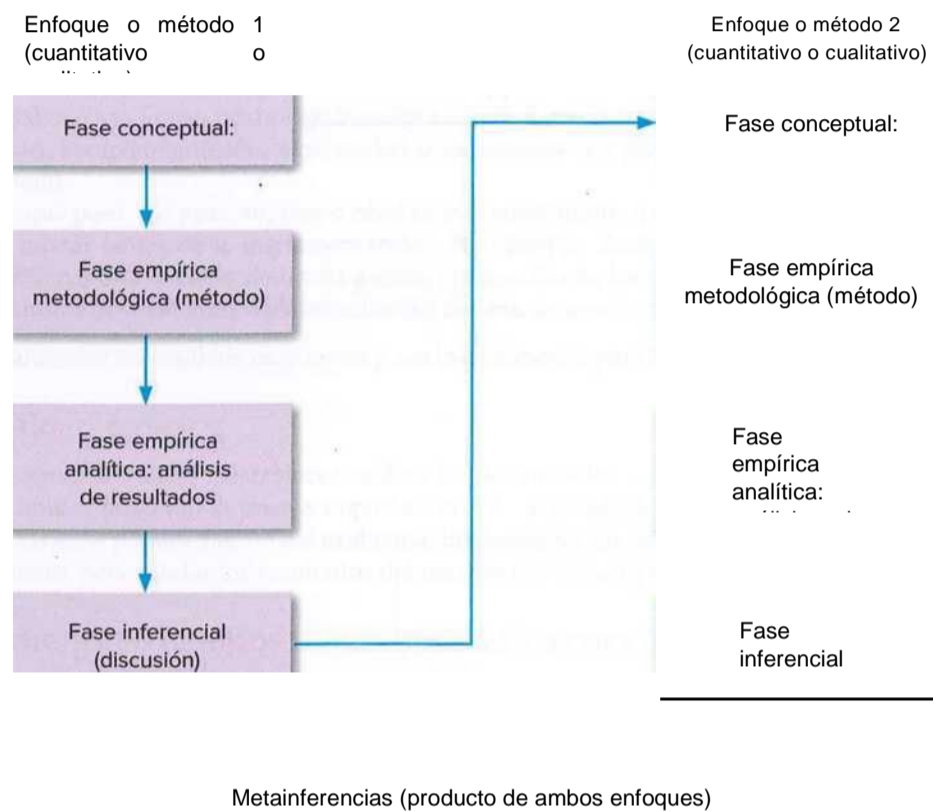 Enfoque o método 1
(cuantitativo o
Fase conceptual:
Fase empírica
metodológica (método)
Fase empírica
analítica: análisis
de resultados
Fase inferencial
(discusión)
Enfoque o método 2
(cuantitativo o cualitativo)
Fase conceptual:
Fase empírica
metodológica (método)
Fase
empírica
analítica:
Fase
inferencial
Metainferencias (producto de ambos enfoques)